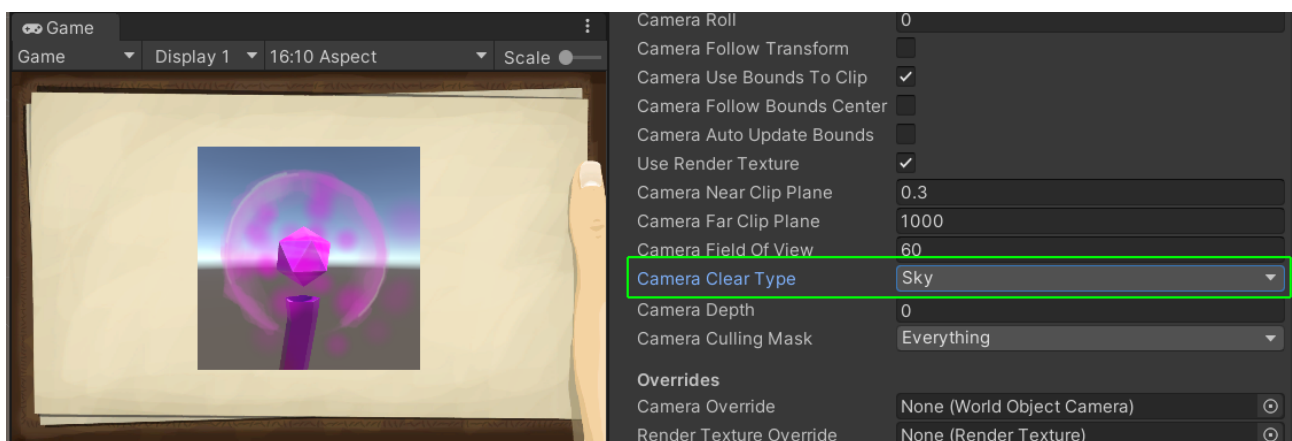 Game
Game Display 1 16:10 Aspect Scale
Camera Roll 0
Camera Follow Transform
Camera Use Bounds To Clip
Camera Follow Bounds Center
Camera Auto Update Bounds
Use Render Texture
Camera Near Clip Plane 0.3
Camera Far Clip Plane 1000
Camera Field Of View 60
Camera Clear Type Sky
Camera Depth 0
Camera Culling Mask Everything
Overrides
Camera Override None (World Object Camera)
Render Texture Override None (Render Texture)